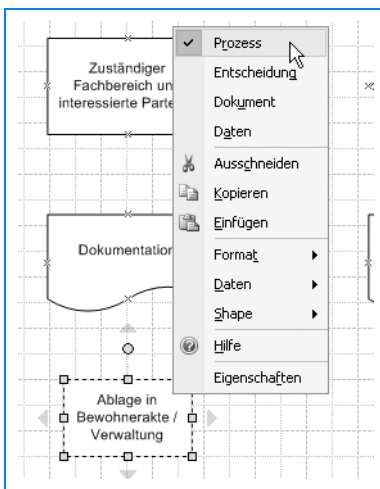 Zuständiger
Fachbereich un
interessierte Parte
Dokumentation
Ablage in
Bewohnerakte /
Verwaltung
Prozess
Entscheidung
Dokument
Daten
Ausschneiden
Kopieren
Einfügen
Format
Daten
Shape
Hilfe
Eigenschaften